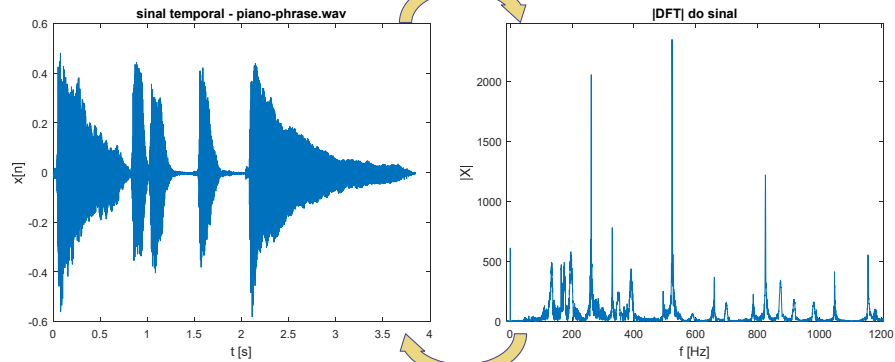 sinal temporal - piano-phrase.wav
0.6
0.4
0.2
0
-0.2
-0.4
-0.6
x[n]
0 0.5 1 1.5 2 2.5 3 3.5 4
t [s]
|DFT| do sinal
2000
1500
1000
500
0
|X|
0 200 400 600 800 1000 1200
f [Hz]